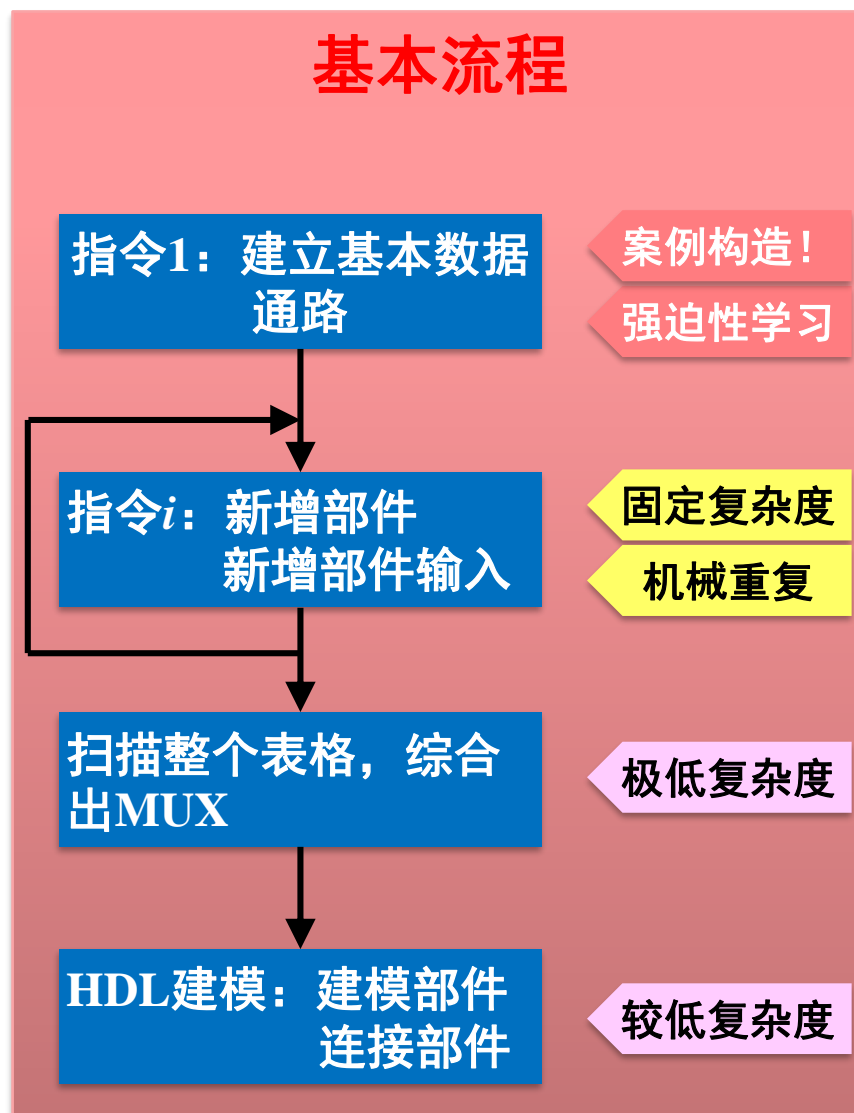 基本流程
指令1：建立基本数据
通路
案例构造！
强迫性学习
指令i：新增部件
新增部件输入
固定复杂度
机械重复
扫描整个表格，综合
出MUX
极低复杂度
HDL建模：建模部件
连接部件
较低复杂度